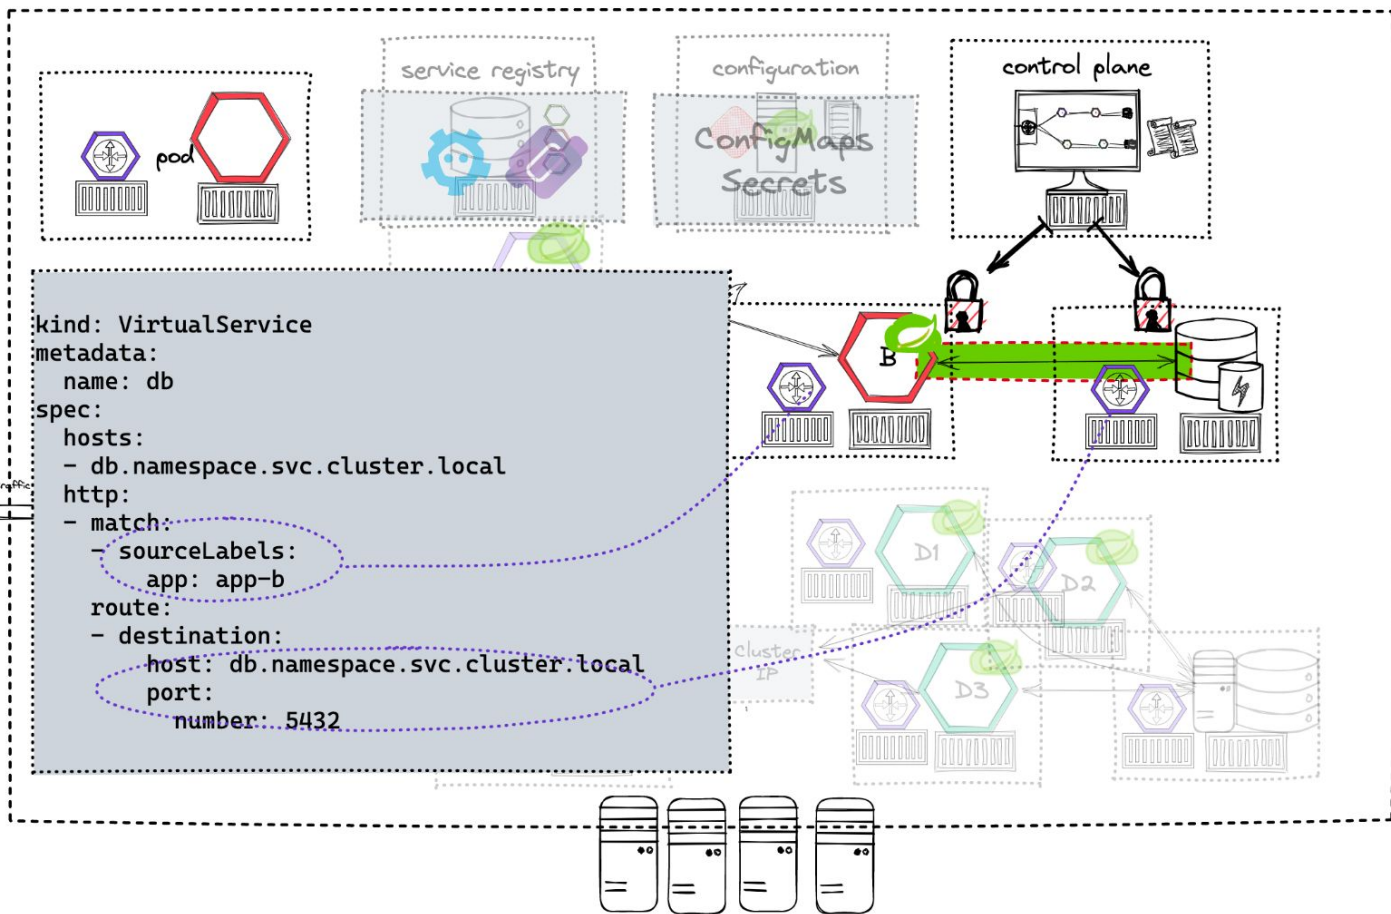 service registry
configuration
control plane
pod
ConfigMaps
Secrets
kind: VirtualService
metadata:
  name: db
spec:
  hosts:
  - db.namespace.svc.cluster.local
  http:
  - match:
    - sourceLabels:
        app: app-b
    route:
    - destination:
        host: db.namespace.svc.cluster.local
        port:
          number: 5432
B
D1
D2
Cluster
IP
D3